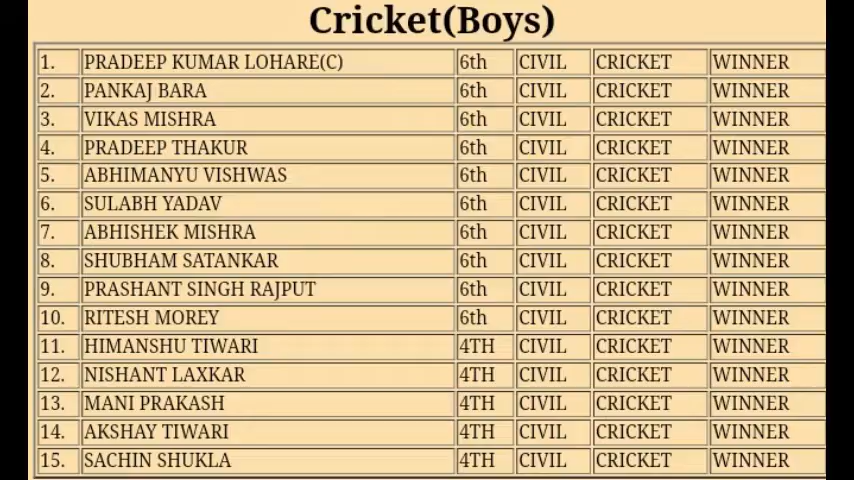 Cricket(Boys)
1. PRADEEP KUMAR LOHARE(C) 6th CIVIL CRICKET WINNER
2. PANKAJ BARA 6th CIVIL CRICKET WINNER
3. VIKAS MISHRA 6th CIVIL CRICKET WINNER
4. PRADEEP THAKUR 6th CIVIL CRICKET WINNER
5. ABHIMANYU VISHWAS 6th CIVIL CRICKET WINNER
6. SULABH YADAV 6th CIVIL CRICKET WINNER
7. ABHISHEK MISHRA 6th CIVIL CRICKET WINNER
8. SHUBHAM SATANKAR 6th CIVIL CRICKET WINNER
9. PRASHANT SINGH RAJPUT 6th CIVIL CRICKET WINNER
10. RITESH MOREY 6th CIVIL CRICKET WINNER
11. HIMANSHU TIWARI 4TH CIVIL CRICKET WINNER
12. NISHANT LAXKAR 4TH CIVIL CRICKET WINNER
13. MANI PRAKASH 4TH CIVIL CRICKET WINNER
14. AKSHAY TIWARI 4TH CIVIL CRICKET WINNER
15. SACHIN SHUKLA 4TH CIVIL CRICKET WINNER